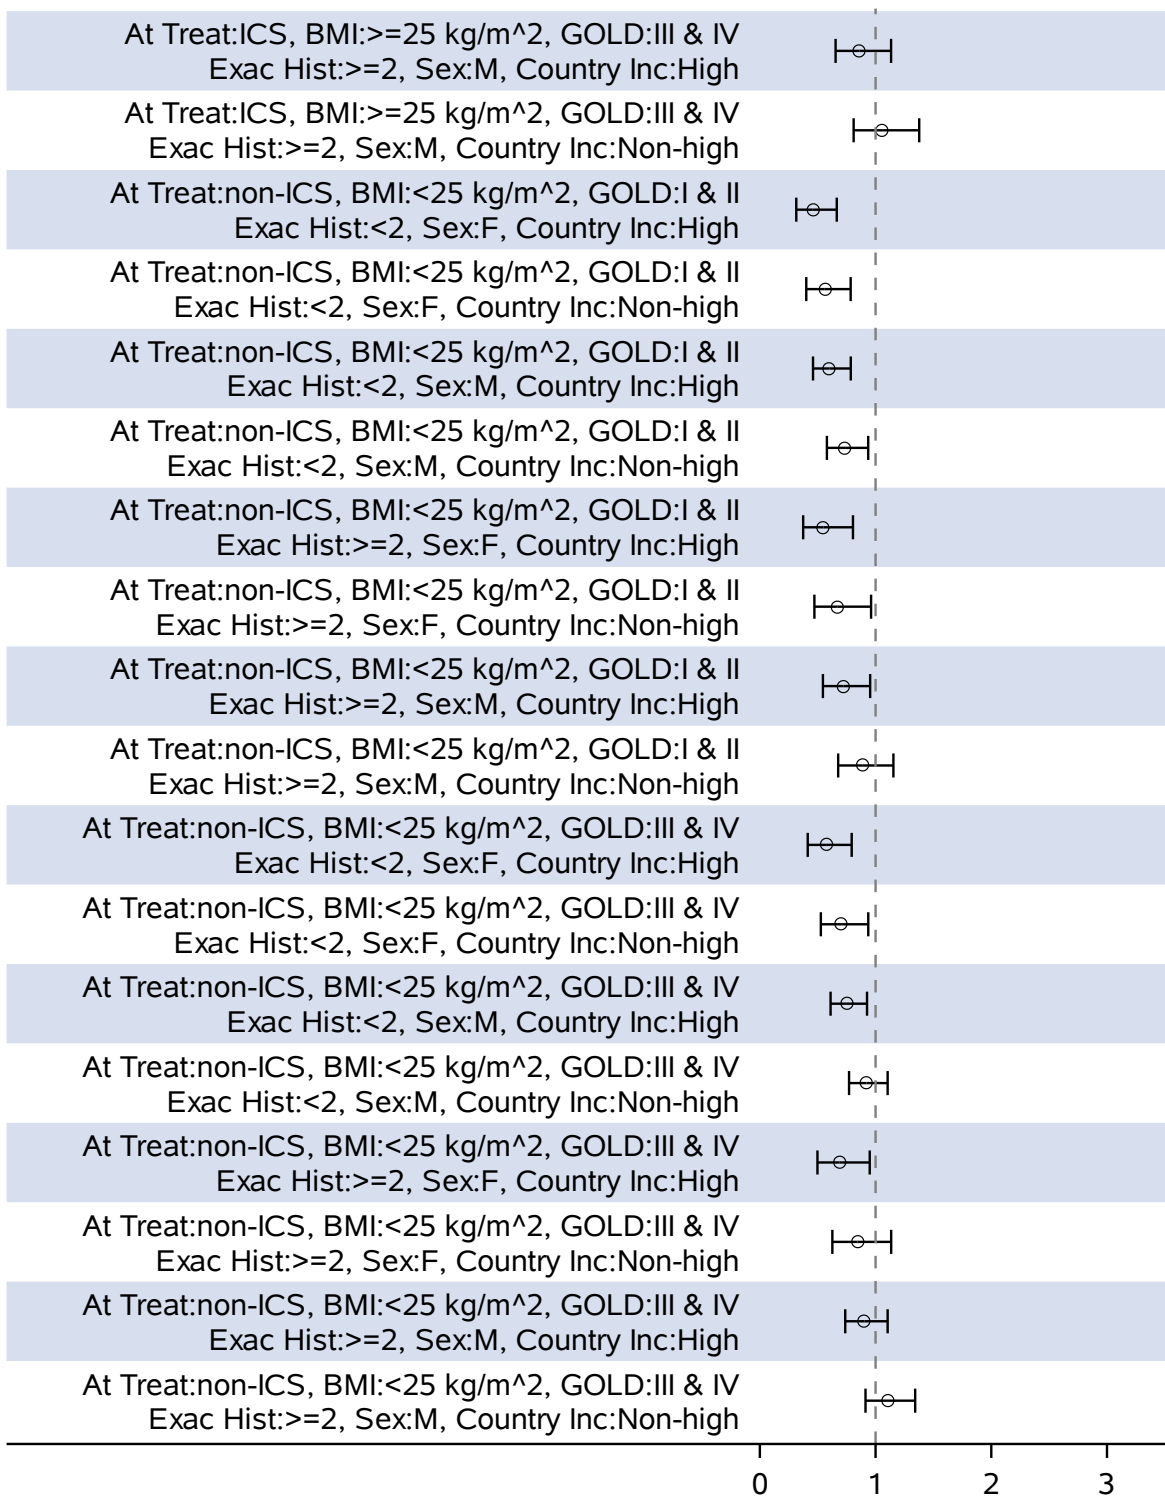 At Treat:ICS, BMI:>=25 kg/m^2, GOLD:III & IV
Exac Hist:>=2, Sex:M, Country Inc:High
At Treat:ICS, BMI:>=25 kg/m^2, GOLD:III & IV
Exac Hist:>=2, Sex:M, Country Inc:Non-high
At Treat:non-ICS, BMI:<25 kg/m^2, GOLD:I & II
Exac Hist:<2, Sex:F, Country Inc:High
At Treat:non-ICS, BMI:<25 kg/m^2, GOLD:I & II
Exac Hist:<2, Sex:F, Country Inc:Non-high
At Treat:non-ICS, BMI:<25 kg/m^2, GOLD:I & II
Exac Hist:<2, Sex:M, Country Inc:High
At Treat:non-ICS, BMI:<25 kg/m^2, GOLD:I & II
Exac Hist:<2, Sex:M, Country Inc:Non-high
At Treat:non-ICS, BMI:<25 kg/m^2, GOLD:I & II
Exac Hist:>=2, Sex:F, Country Inc:High
At Treat:non-ICS, BMI:<25 kg/m^2, GOLD:I & II
Exac Hist:>=2, Sex:F, Country Inc:Non-high
At Treat:non-ICS, BMI:<25 kg/m^2, GOLD:I & II
Exac Hist:>=2, Sex:M, Country Inc:High
At Treat:non-ICS, BMI:<25 kg/m^2, GOLD:I & II
Exac Hist:>=2, Sex:M, Country Inc:Non-high
At Treat:non-ICS, BMI:<25 kg/m^2, GOLD:III & IV
Exac Hist:<2, Sex:F, Country Inc:High
At Treat:non-ICS, BMI:<25 kg/m^2, GOLD:III & IV
Exac Hist:<2, Sex:F, Country Inc:Non-high
At Treat:non-ICS, BMI:<25 kg/m^2, GOLD:III & IV
Exac Hist:<2, Sex:M, Country Inc:High
At Treat:non-ICS, BMI:<25 kg/m^2, GOLD:III & IV
Exac Hist:<2, Sex:M, Country Inc:Non-high
At Treat:non-ICS, BMI:<25 kg/m^2, GOLD:III & IV
Exac Hist:>=2, Sex:F, Country Inc:High
At Treat:non-ICS, BMI:<25 kg/m^2, GOLD:III & IV
Exac Hist:>=2, Sex:F, Country Inc:Non-high
At Treat:non-ICS, BMI:<25 kg/m^2, GOLD:III & IV
Exac Hist:>=2, Sex:M, Country Inc:High
At Treat:non-ICS, BMI:<25 kg/m^2, GOLD:III & IV
Exac Hist:>=2, Sex:M, Country Inc:Non-high
0 1 2 3